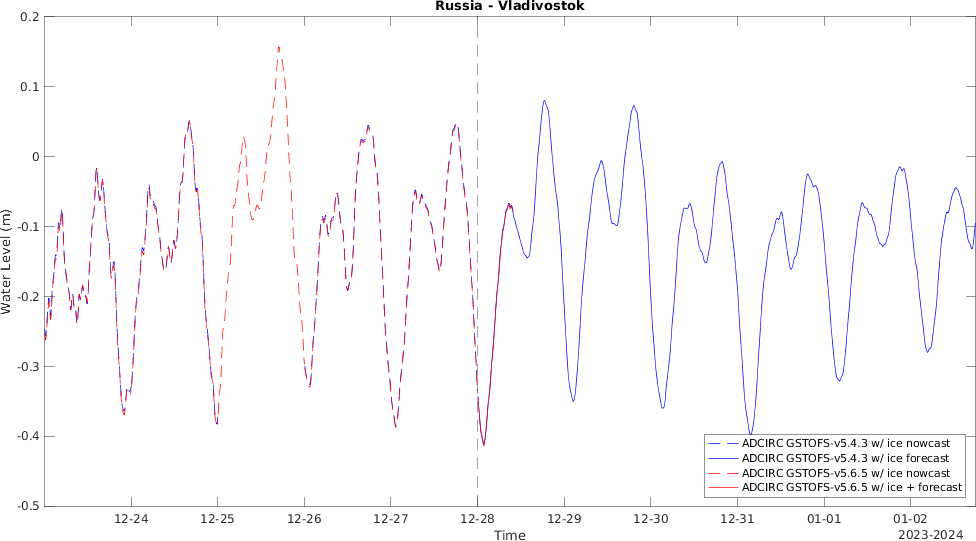 Russia - Vladivostok
0.2
0.1
0
-0.1
-0.2
-0.3
-0.4
-0.5
Water Level (m)
ADCIRC GSTOFS-v5.4.3 w/ ice nowcast
ADCIRC GSTOFS-v5.4.3 w/ ice forecast
ADCIRC GSTOFS-v5.6.5 w/ ice nowcast
ADCIRC GSTOFS-v5.6.5 w/ ice + forecast
12-24 12-25 12-26 12-27 12-28 12-29 12-30 12-31 01-01 01-02
Time
2023-2024